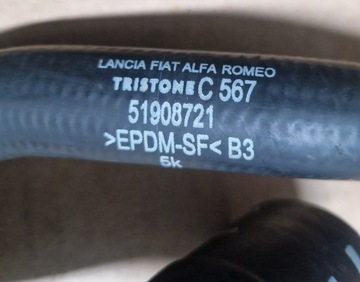 LANCIA FIAT ALFA ROMEO
TRISTONE C 567
51908721
>EPDM-SF< B3
5k